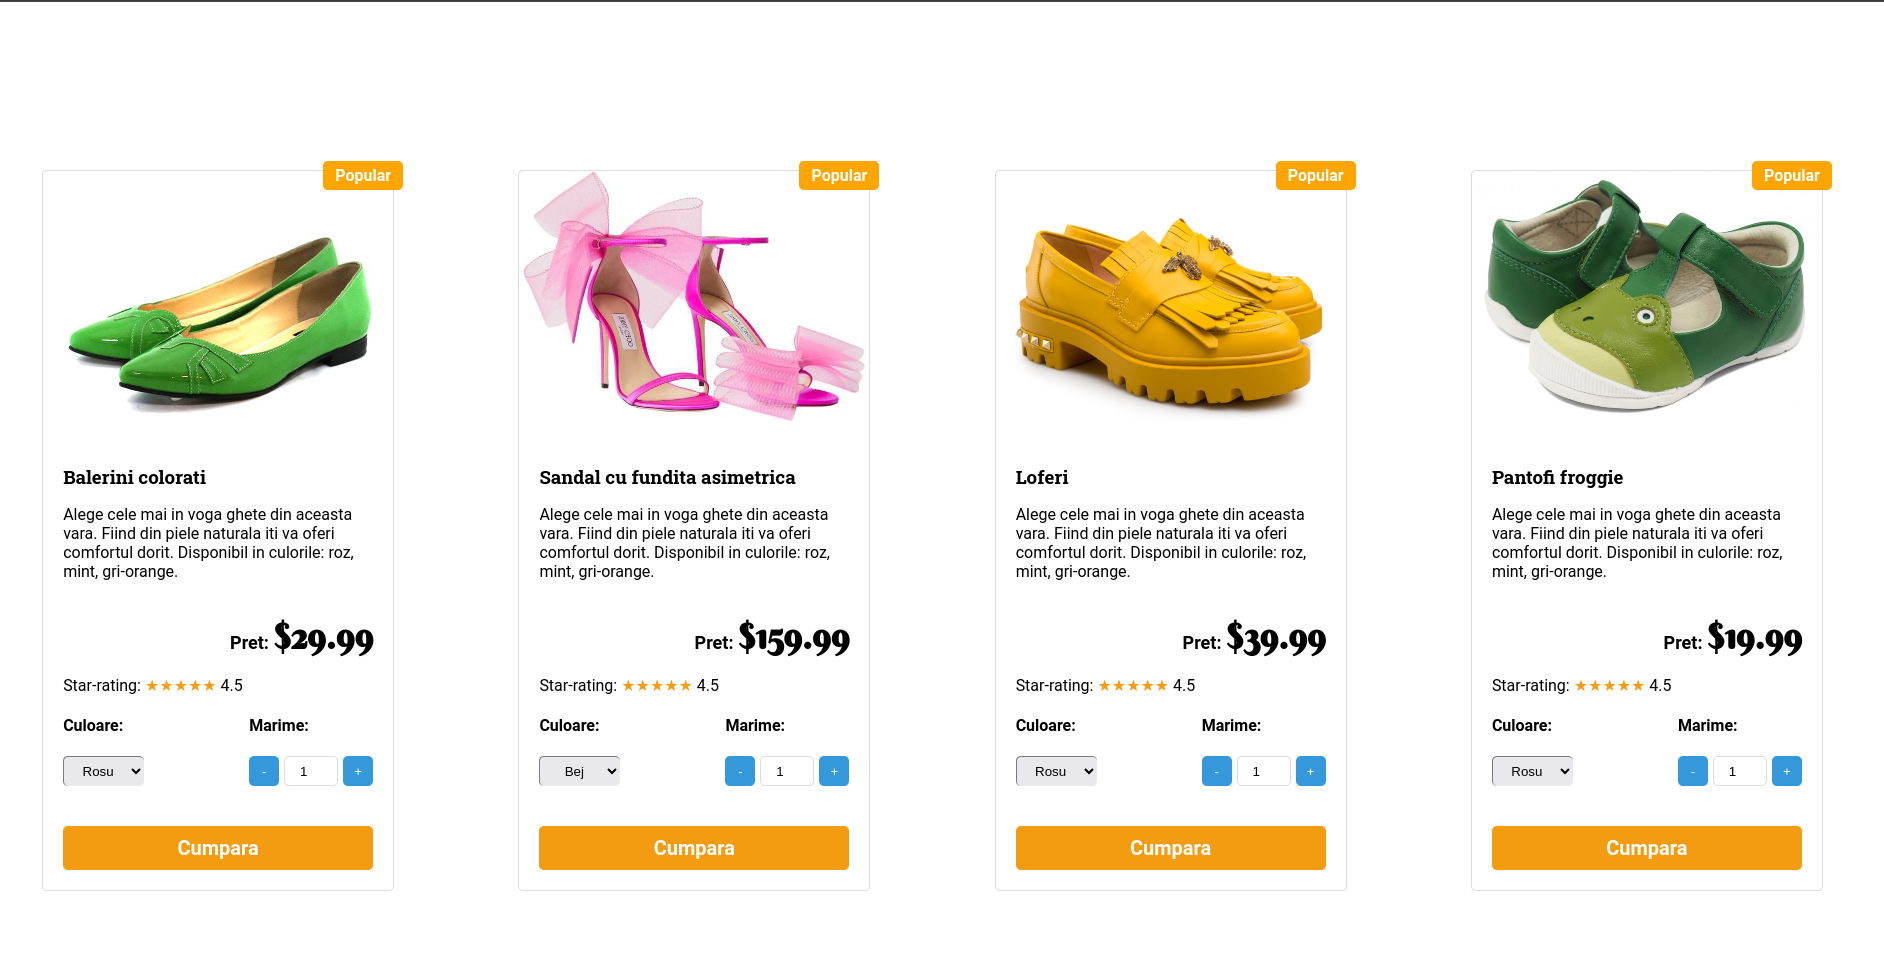 Popular
Balerini colorati
Alege cele mai in voga ghete din aceasta
vara. Fiind din piele naturala iti va oferi
comfortul dorit. Disponibil in culorile: roz,
mint, gri-orange.
Pret: $29.99
Star-rating: ★★★★★ 4.5
Culoare: Marime:
Rosu - 1 +
Cumpara
Popular
Sandal cu fundita asimetrica
Alege cele mai in voga ghete din aceasta
vara. Fiind din piele naturala iti va oferi
comfortul dorit. Disponibil in culorile: roz,
mint, gri-orange.
Pret: $159.99
Star-rating: ★★★★★ 4.5
Culoare: Marime:
Bej - 1 +
Cumpara
Popular
Loferi
Alege cele mai in voga ghete din aceasta
vara. Fiind din piele naturala iti va oferi
comfortul dorit. Disponibil in culorile: roz,
mint, gri-orange.
Pret: $39.99
Star-rating: ★★★★★ 4.5
Culoare: Marime:
Rosu - 1 +
Cumpara
Popular
Pantofi froggie
Alege cele mai in voga ghete din aceasta
vara. Fiind din piele naturala iti va oferi
comfortul dorit. Disponibil in culorile: roz,
mint, gri-orange.
Pret: $19.99
Star-rating: ★★★★★ 4.5
Culoare: Marime:
Rosu - 1 +
Cumpara